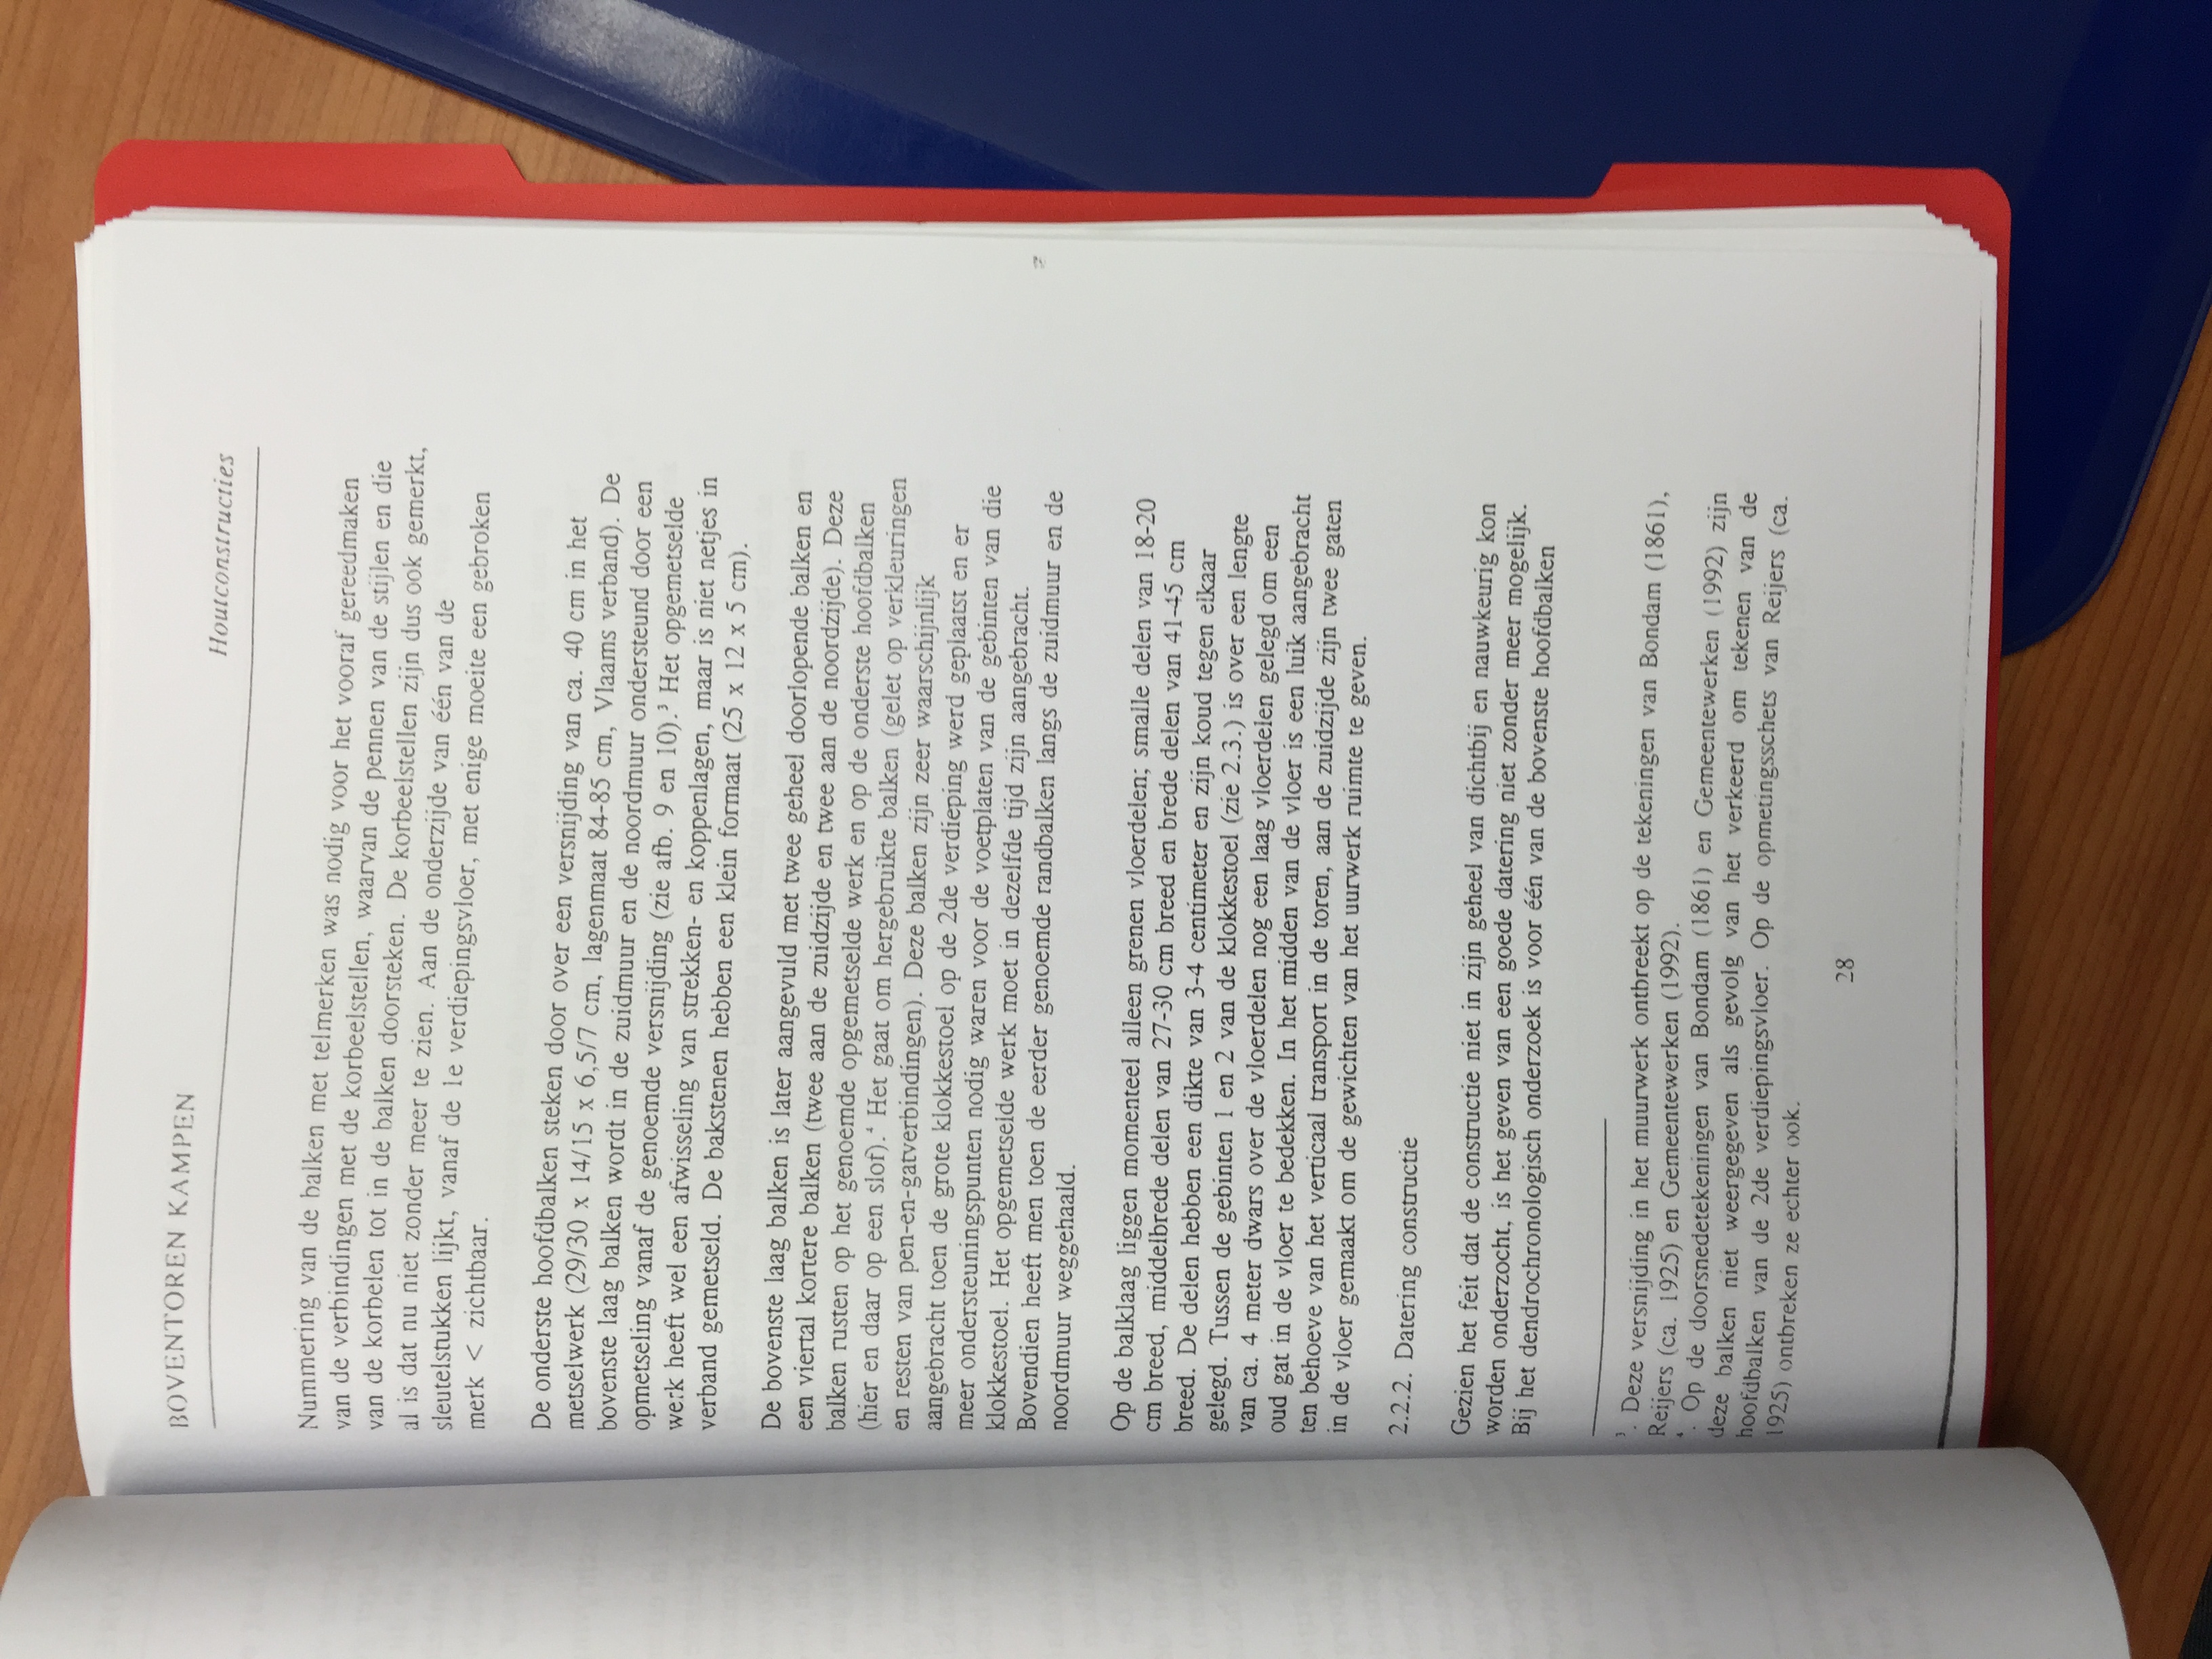 BOVENTOREN KAMPEN
Houtconstructies
Nummering van de balken met telmerken was nodig voor het vooraf gereedmaken
van de verbindingen met de korbeelstellen, waarvan de pennen van de stijlen en die
van de korbelen tot in de balken doorsteken. De korbeelstellen zijn dus ook gemerkt,
al is dat nu niet zonder meer te zien. Aan de onderzijde van één van de
sleutelstukken lijkt, vanaf de 1e verdiepingsvloer, met enige moeite een gebroken
merk < zichtbaar.
De onderste hoofdbalken steken door over een versnijding van ca. 40 cm in het
metselwerk (29/30 x 14/15 x 6,5/7 cm, lagenmaat 84-85 cm, Vlaams verband). De
bovenste laag balken wordt in de zuidmuur en de noordmuur ondersteund door een
opmetseling vanaf de genoemde versnijding (zie afb. 9 en 10).³ Het opgemetselde
werk heeft wel een afwisseling van strekken- en koppenlagen, maar is niet netjes in
verband gemetseld. De bakstenen hebben een klein formaat (25 x 12 x 5 cm).
De bovenste laag balken is later aangevuld met twee geheel doorlopende balken en
een viertal kortere balken (twee aan de zuidzijde en twee aan de noordzijde). Deze
balken rusten op het genoemde opgemetselde werk en op de onderste hoofdbalken
(hier en daar op een slof).⁴ Het gaat om hergebruikte balken (gelet op verkleuringen
en resten van pen-en-gatverbindingen). Deze balken zijn zeer waarschijnlijk
aangebracht toen de grote klokkestoel op de 2de verdieping werd geplaatst en er
meer ondersteuningspunten nodig waren voor de voetplaten van de gebinten van die
klokkestoel. Het opgemetselde werk moet in dezelfde tijd zijn aangebracht.
Bovendien heeft men toen de eerder genoemde randbalken langs de zuidmuur en de
noordmuur weggehaald.
Op de balklaag liggen momenteel alleen grenen vloerdelen; smalle delen van 18-20
cm breed, middelbrede delen van 27-30 cm breed en brede delen van 41-45 cm
breed. De delen hebben een dikte van 3-4 centimeter en zijn koud tegen elkaar
gelegd. Tussen de gebinten 1 en 2 van de klokkestoel (zie 2.3.) is over een lengte
van ca. 4 meter dwars over de vloerdelen nog een laag vloerdelen gelegd om een
oud gat in de vloer te bedekken. In het midden van de vloer is een luik aangebracht
ten behoeve van het verticaal transport in de toren, aan de zuidzijde zijn twee gaten
in de vloer gemaakt om de gewichten van het uurwerk ruimte te geven.
2.2.2. Datering constructie
Gezien het feit dat de constructie niet in zijn geheel van dichtbij en nauwkeurig kon
worden onderzocht, is het geven van een goede datering niet zonder meer mogelijk.
Bij het dendrochronologisch onderzoek is voor één van de bovenste hoofdbalken
³. Deze versnijding in het muurwerk ontbreekt op de tekeningen van Bondam (1861),
Reijers (ca. 1925) en Gemeentewerken (1992).
⁴. Op de doorsnedetekeningen van Bondam (1861) en Gemeentewerken (1992) zijn
deze balken niet weergegeven als gevolg van het verkeerd om tekenen van de
hoofdbalken van de 2de verdiepingsvloer. Op de opmetingsschets van Reijers (ca.
1925) ontbreken ze echter ook.
28